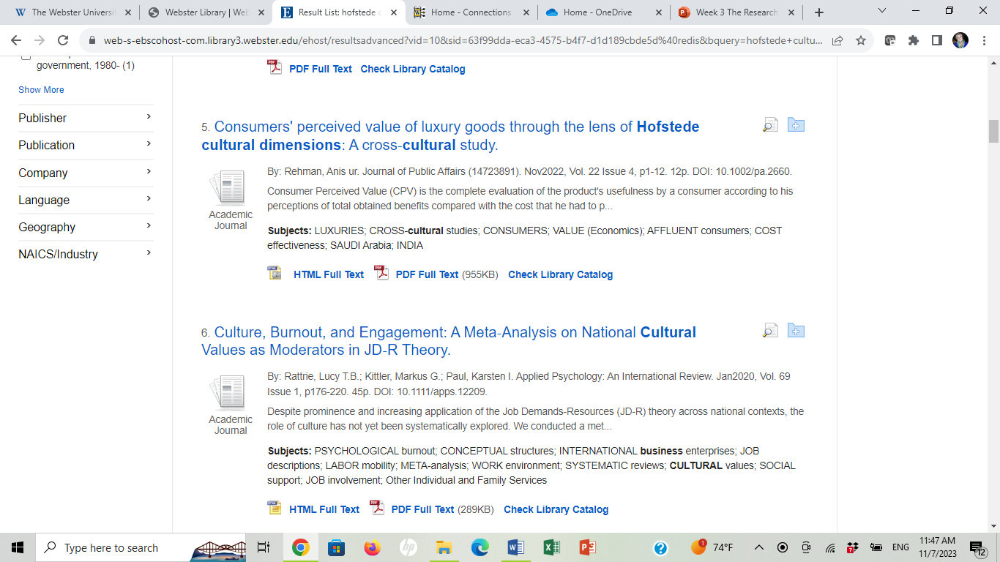 The Webster Universit
Webster Library | Web
Result List: hofstede c
Home - Connections
Home - OneDrive
Week 3 The Research
web-s-ebscohost-com.library3.webster.edu/ehost/resultsadvanced?vid=10&sid=63f99dda-eca3-4575-b4f7-d1d189cbde5d%40redis&bquery=hofstede+cultu...
government, 1980- (1)
Show More
Publisher
Publication
Company
Language
Geography
NAICS/Industry
PDF Full Text Check Library Catalog
5. Consumers' perceived value of luxury goods through the lens of Hofstede
cultural dimensions: A cross-cultural study.
Academic
Journal
By: Rehman, Anis ur. Journal of Public Affairs (14723891). Nov2022, Vol. 22 Issue 4, p1-12. 12p. DOI: 10.1002/pa.2660.
Consumer Perceived Value (CPV) is the complete evaluation of the product's usefulness by a consumer according to his
perceptions of total obtained benefits compared with the cost that he had to p...
Subjects: LUXURIES; CROSS-cultural studies; CONSUMERS; VALUE (Economics); AFFLUENT consumers; COST
effectiveness; SAUDI Arabia; INDIA
HTML Full Text PDF Full Text (955KB) Check Library Catalog
6. Culture, Burnout, and Engagement: A Meta-Analysis on National Cultural
Values as Moderators in JD-R Theory.
Academic
Journal
By: Rattrie, Lucy T.B.; Kittler, Markus G.; Paul, Karsten I. Applied Psychology: An International Review. Jan2020, Vol. 69
Issue 1, p176-220. 45p. DOI: 10.1111/apps.12209.
Despite prominence and increasing application of the Job Demands-Resources (JD-R) theory across national contexts, the
role of culture has not yet been systematically explored. We conducted a met...
Subjects: PSYCHOLOGICAL burnout; CONCEPTUAL structures; INTERNATIONAL business enterprises; JOB
descriptions; LABOR mobility; META-analysis; WORK environment; SYSTEMATIC reviews; CULTURAL values; SOCIAL
support; JOB involvement; Other Individual and Family Services
HTML Full Text PDF Full Text (289KB) Check Library Catalog
Type here to search
1
74°F
7
ENG
11:47 AM
11/7/2023
12